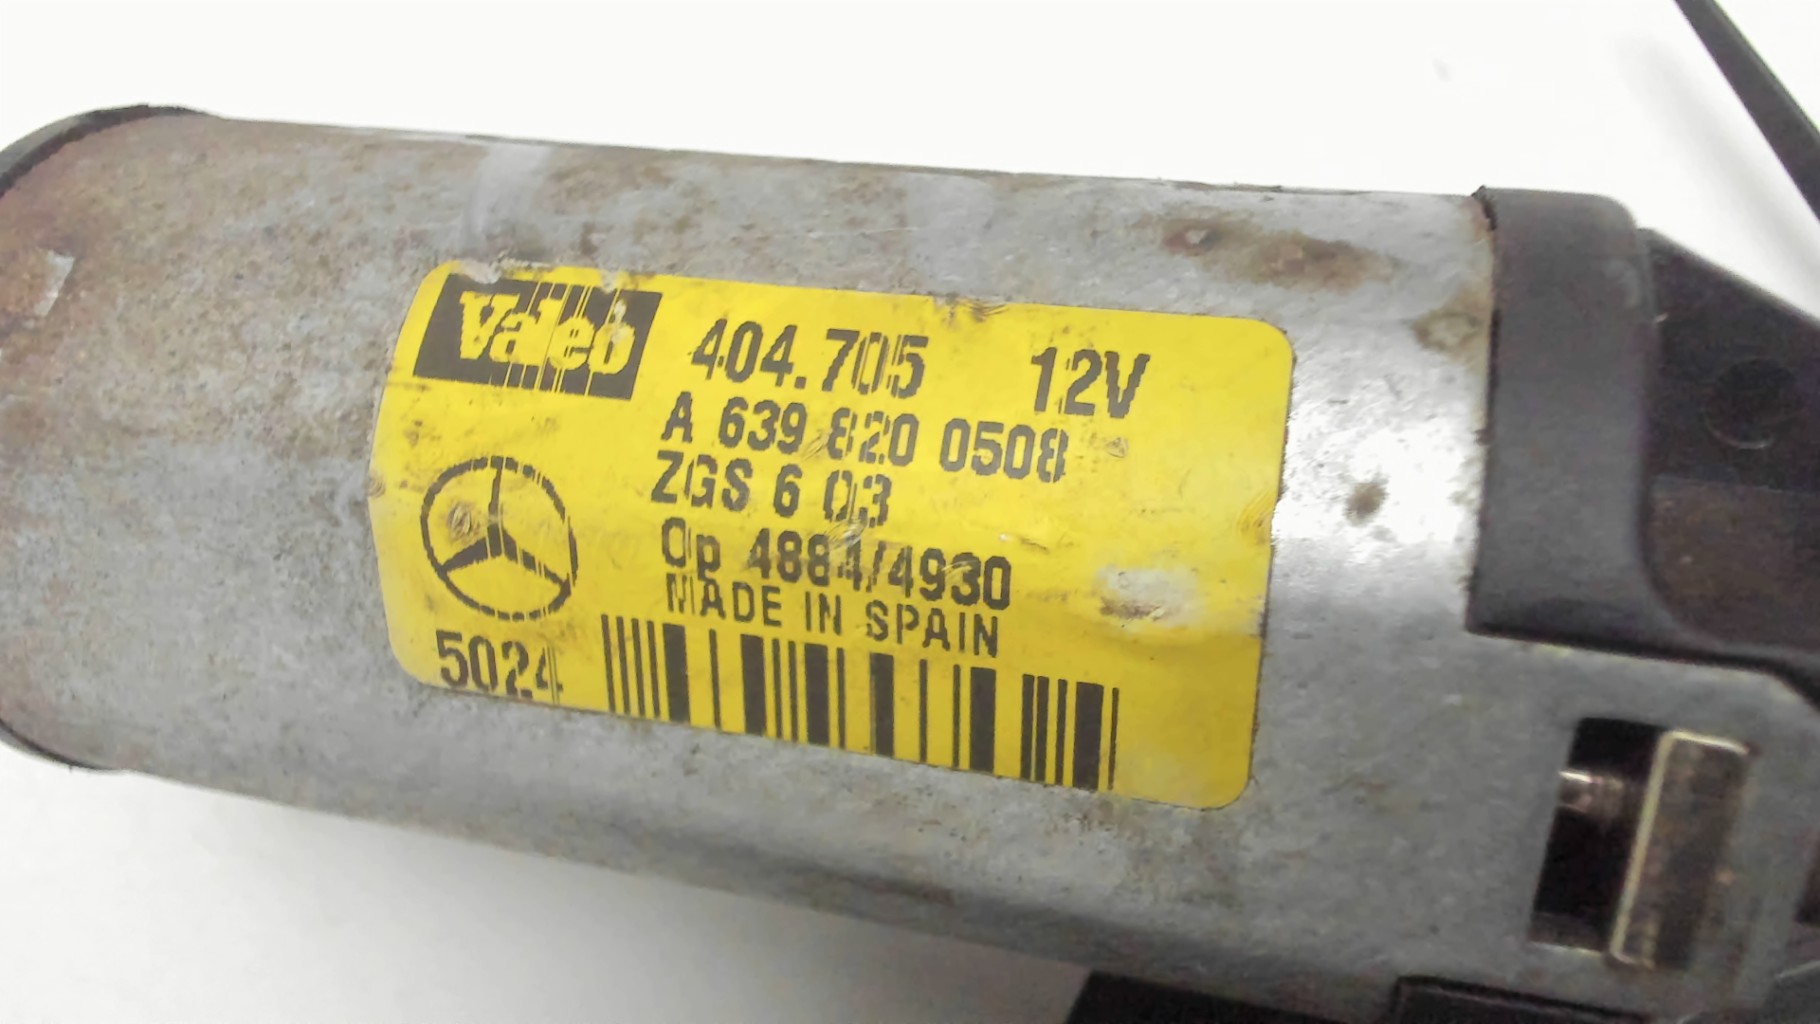 Valeo 404.705 12V
A 639 820 0508
ZGS 6 03
Op 4884/4930
MADE IN SPAIN
5024